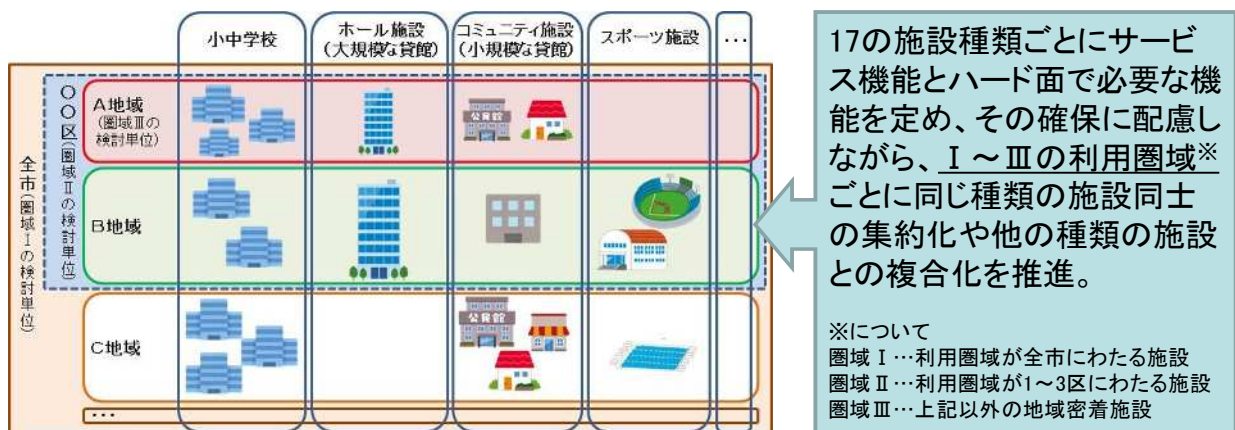 小中学校
ホール施設
(大規模な貸館)
コミュニティ施設
(小規模な貸館)
スポーツ施設
…
全市(圏域Ⅰの検討単位)
〇〇区(圏域Ⅱの検討単位)
A地域
(圏域Ⅲの
検討単位)
公民館
B地域
C地域
公民館
…
17の施設種類ごとにサービ
ス機能とハード面で必要な機
能を定め、その確保に配慮し
ながら、Ⅰ～Ⅲの利用圏域※
ごとに同じ種類の施設同士
の集約化や他の種類の施設
との複合化を推進。
※について
圏域Ⅰ…利用圏域が全市にわたる施設
圏域Ⅱ…利用圏域が1～3区にわたる施設
圏域Ⅲ…上記以外の地域密着施設